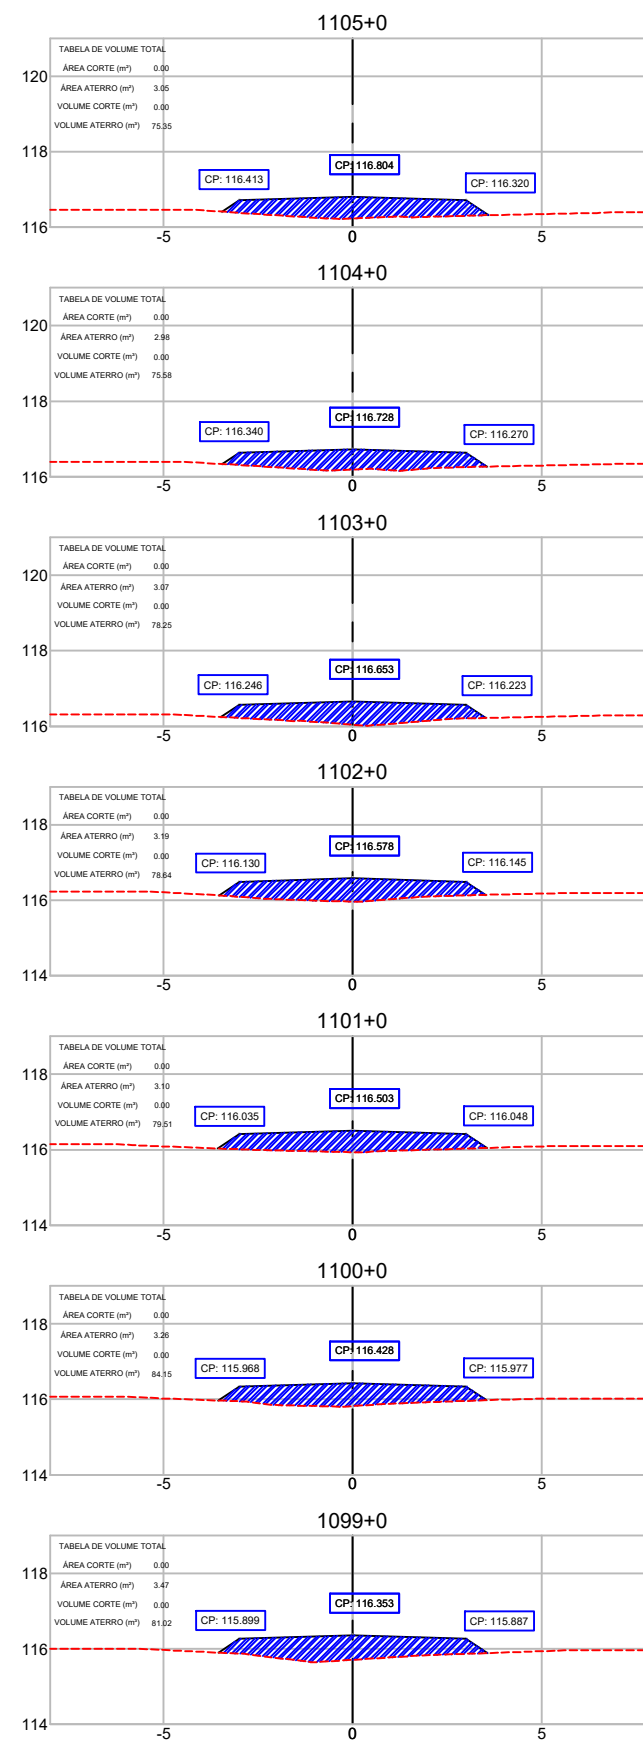 1105+0
TABELA DE VOLUME TOTAL
120
ÁREA CORTE (m²) 0.00
ÁREA ATERRO (m²) 3.05
VOLUME CORTE (m³) 0.00
VOLUME ATERRO (m³) 75.35
118
CP: 116.413
CP: 116.804
CP: 116.320
116
-5 0 5
1104+0
TABELA DE VOLUME TOTAL
ÁREA CORTE (m²) 0.00
120
ÁREA ATERRO (m²) 2.98
VOLUME CORTE (m³) 0.00
VOLUME ATERRO (m³) 75.58
118
CP: 116.340
CP: 116.728
CP: 116.270
116
-5 0 5
1103+0
TABELA DE VOLUME TOTAL
ÁREA CORTE (m²) 0.00
120
ÁREA ATERRO (m²) 3.07
VOLUME CORTE (m³) 0.00
VOLUME ATERRO (m³) 78.25
118
CP: 116.246
CP: 116.653
CP: 116.223
116
-5 0 5
1102+0
TABELA DE VOLUME TOTAL
ÁREA CORTE (m²) 0.00
118
ÁREA ATERRO (m²) 3.19
VOLUME CORTE (m³) 0.00
VOLUME ATERRO (m³) 78.64
CP: 116.130
CP: 116.578
CP: 116.145
116
114
-5 0 5
1101+0
TABELA DE VOLUME TOTAL
ÁREA CORTE (m²) 0.00
118
ÁREA ATERRO (m²) 3.10
VOLUME CORTE (m³) 0.00
VOLUME ATERRO (m³) 79.51
CP: 116.035
CP: 116.503
CP: 116.048
116
114
-5 0 5
1100+0
TABELA DE VOLUME TOTAL
ÁREA CORTE (m²) 0.00
118
ÁREA ATERRO (m²) 3.26
VOLUME CORTE (m³) 0.00
VOLUME ATERRO (m³) 84.15
CP: 115.968
CP: 116.428
CP: 115.977
116
114
-5 0 5
1099+0
TABELA DE VOLUME TOTAL
ÁREA CORTE (m²) 0.00
118
ÁREA ATERRO (m²) 3.47
VOLUME CORTE (m³) 0.00
VOLUME ATERRO (m³) 81.02
CP: 115.899
CP: 116.353
CP: 115.887
116
114
-5 0 5